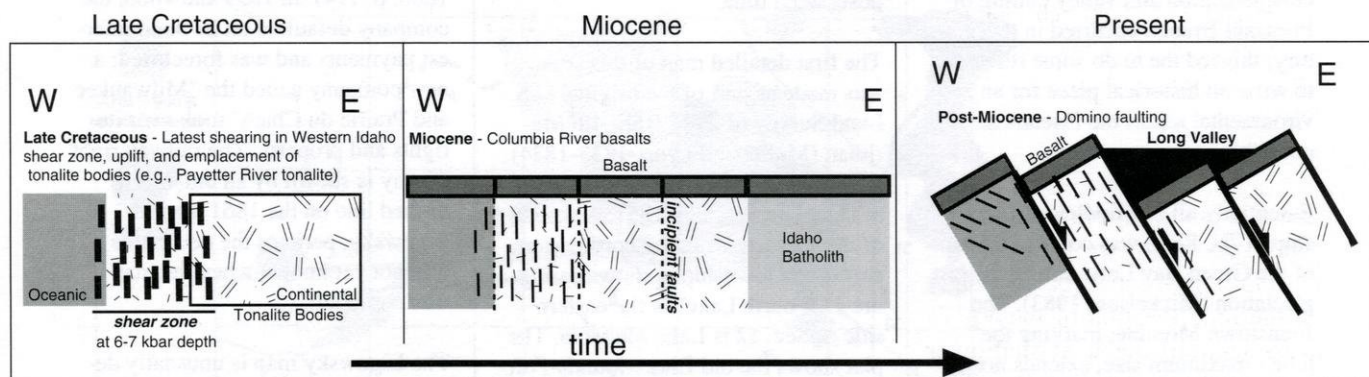 Late Cretaceous
Miocene
Present
W
E
Late Cretaceous - Latest shearing in Western Idaho
shear zone, uplift, and emplacement of
tonalite bodies (e.g., Payetter River tonalite)
Oceanic
Continental
Tonalite Bodies
shear zone
at 6-7 kbar depth
W
E
Miocene - Columbia River basalts
Basalt
Incipient faults
Idaho
Batholith
W
E
Post-Miocene - Domino faulting
Basalt
Long Valley
time